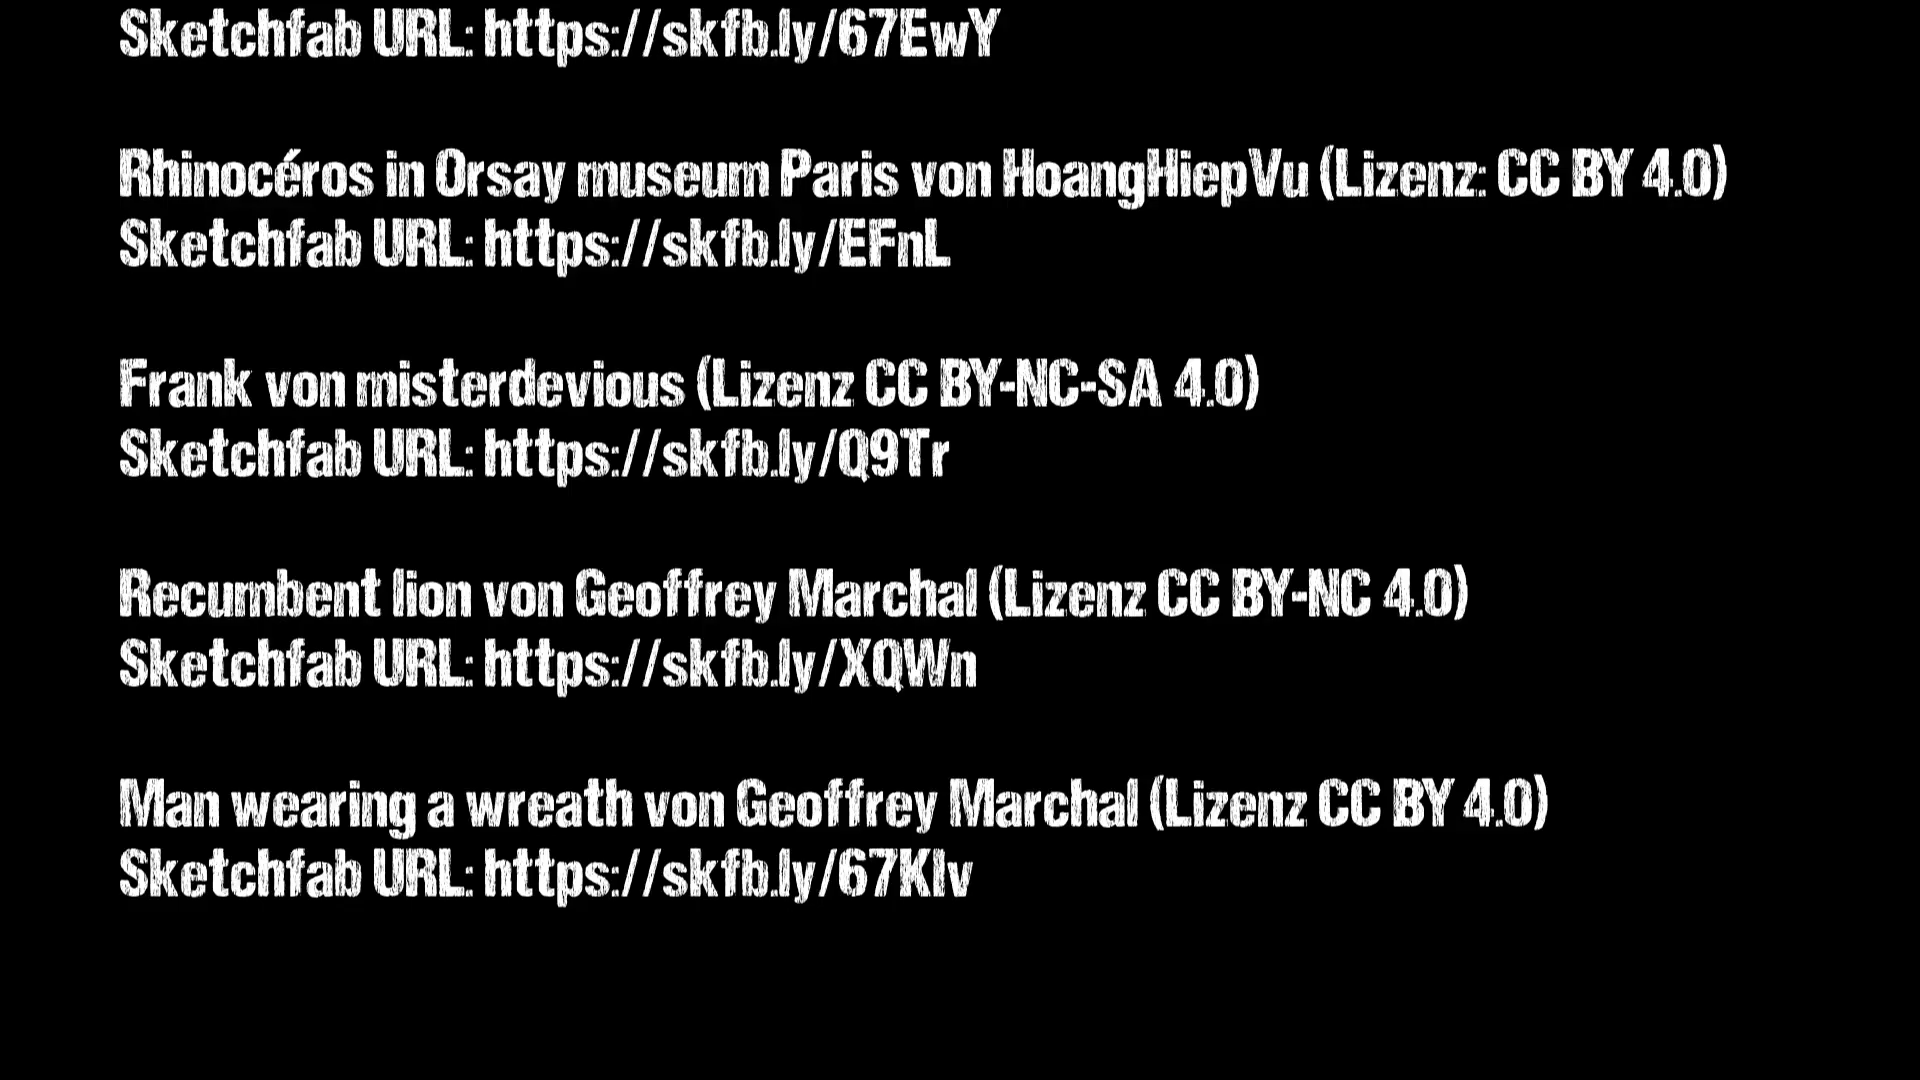 Sketchfab URL: https://skfb.ly/67EwY
Rhinocéros in Orsay museum Paris von HoangHiepVu (Lizenz: CC BY 4.0)
Sketchfab URL: https://skfb.ly/EFnL
Frank von misterdevious (Lizenz CC BY-NC-SA 4.0)
Sketchfab URL: https://skfb.ly/Q9Tr
Recumbent lion von Geoffrey Marchal (Lizenz CC BY-NC 4.0)
Sketchfab URL: https://skfb.ly/XQWn
Man wearing a wreath von Geoffrey Marchal (Lizenz CC BY 4.0)
Sketchfab URL: https://skfb.ly/67KIv